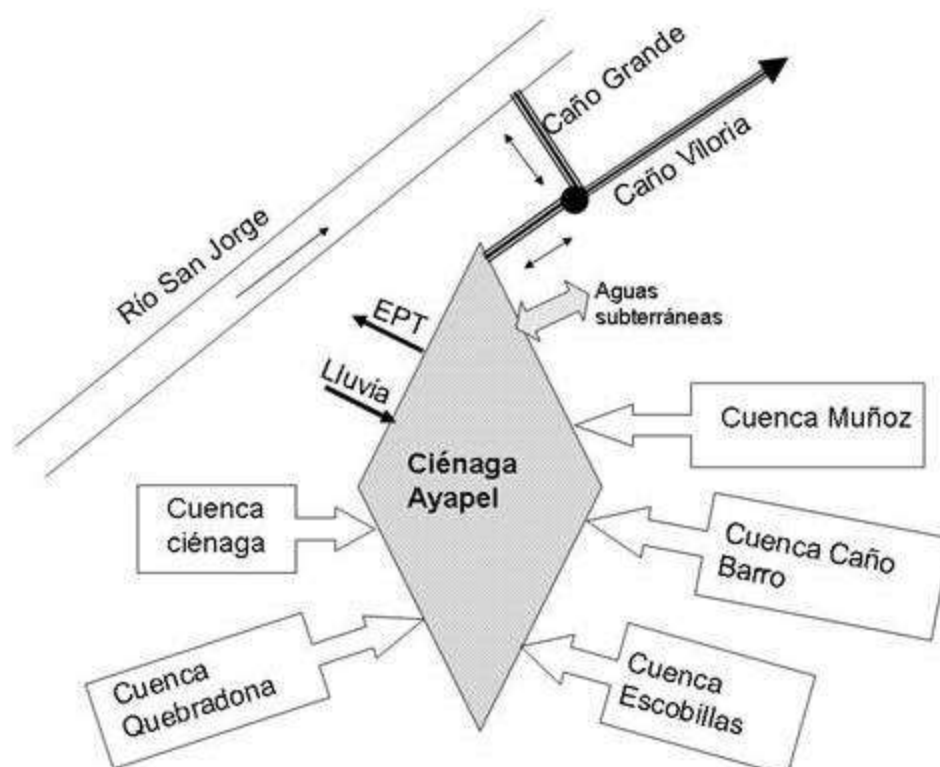 Caño Grande
Caño Viloria
Río San Jorge
Aguas
subterráneas
EPT
Lluvia
Cuenca Muñoz
Ciénaga
Ayapel
Cuenca
ciénaga
Cuenca Caño
Barro
Cuenca
Quebradona
Cuenca
Escobillas